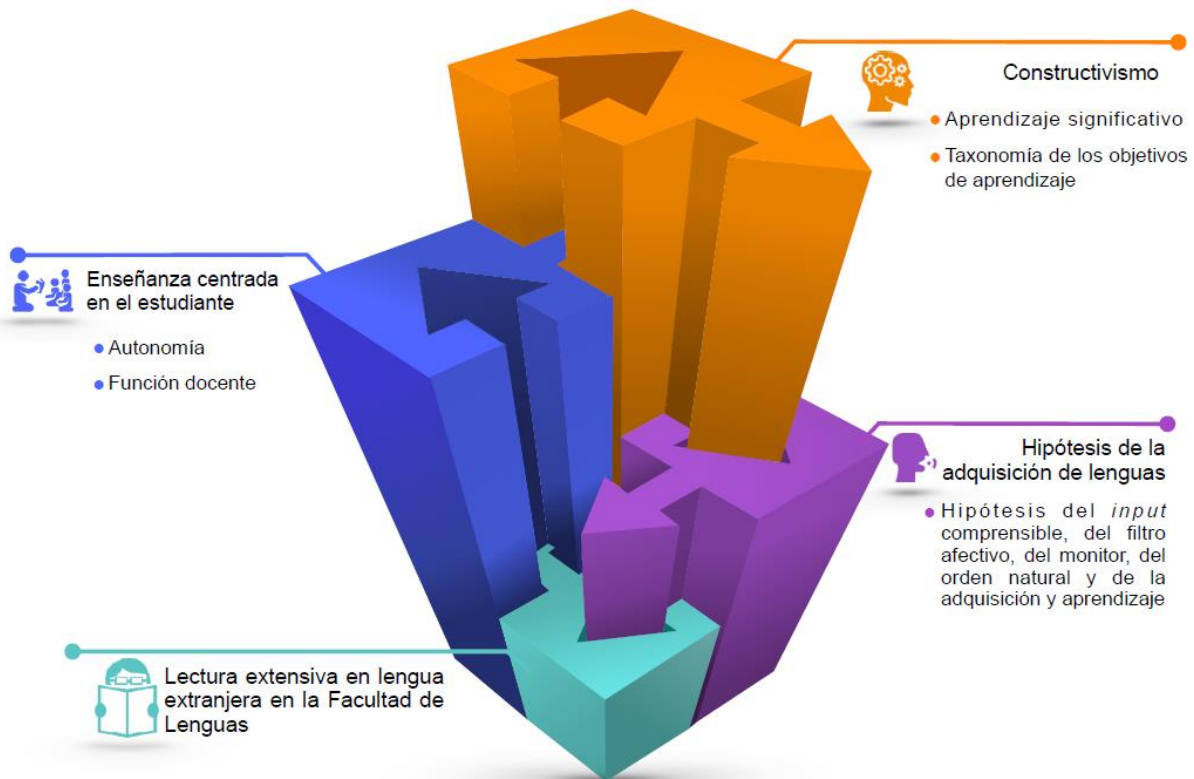 Constructivismo
Aprendizaje significativo
Taxonomía de los objetivos
de aprendizaje
Enseñanza centrada
en el estudiante
Autonomía
Función docente
Hipótesis de la
adquisición de lenguas
Hipótesis del input
comprensible, del filtro
afectivo, del monitor, del
orden natural y de la
adquisición y aprendizaje
Lectura extensiva en lengua
extranjera en la Facultad de
Lenguas